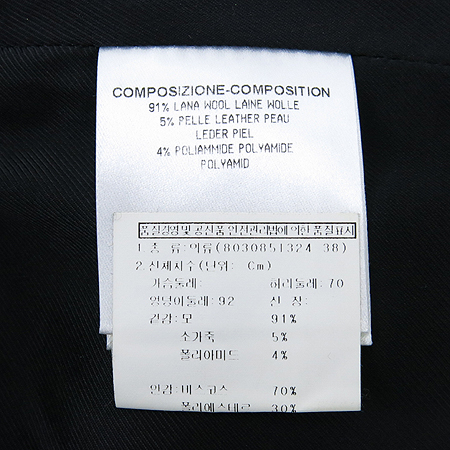 COMPOSIZIONE-COMPOSITION
91% LANA WOOL LAINE WOLLE
5% PELLE LEATHER PEAU
LEDER PIEL
4% POLIAMMIDE POLYAMIDE
POLYAMID
품질경영및공산품안전관리법에의한 품질표시
1.종 류:의류(8030851324 38)
2.신체치수(단위: Cm)
가슴둘레: 허리둘레:70
엉덩이둘레:92 신 장:
겉감:모 91%
소가죽 5%
폴리아미드 4%
안감:비스코스 70%
폴리에스테르 30%